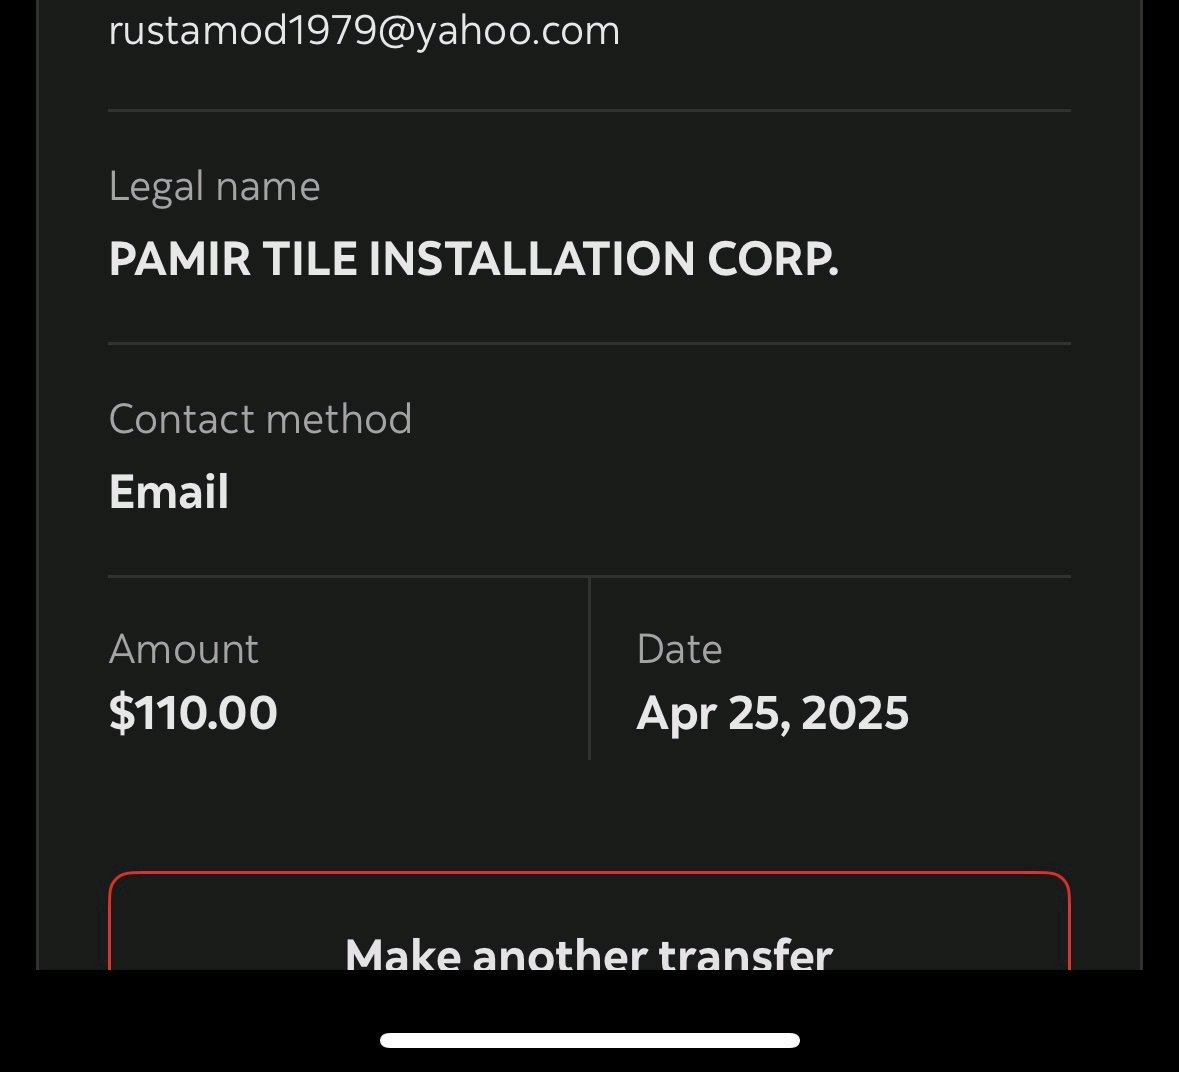 rustamod1979@yahoo.com
Legal name
PAMIR TILE INSTALLATION CORP.
Contact method
Email
Amount
Date
$110.00
Apr 25, 2025
Make another transfer